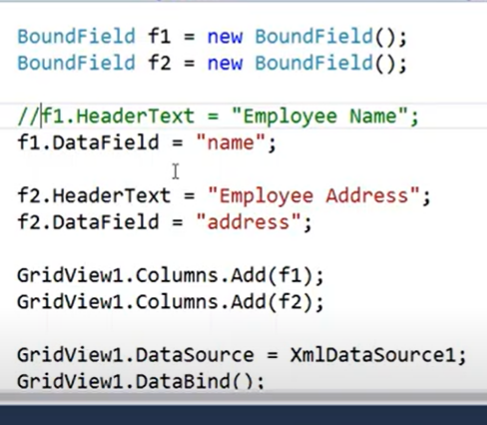 BoundField f1 = new BoundField();
BoundField f2 = new BoundField();
//f1.HeaderText = "Employee Name";
f1.DataField = "name";
f2.HeaderText = "Employee Address";
f2.DataField = "address";
GridView1.Columns.Add(f1);
GridView1.Columns.Add(f2);
GridView1.DataSource = XmlDataSource1;
GridView1.DataBind();